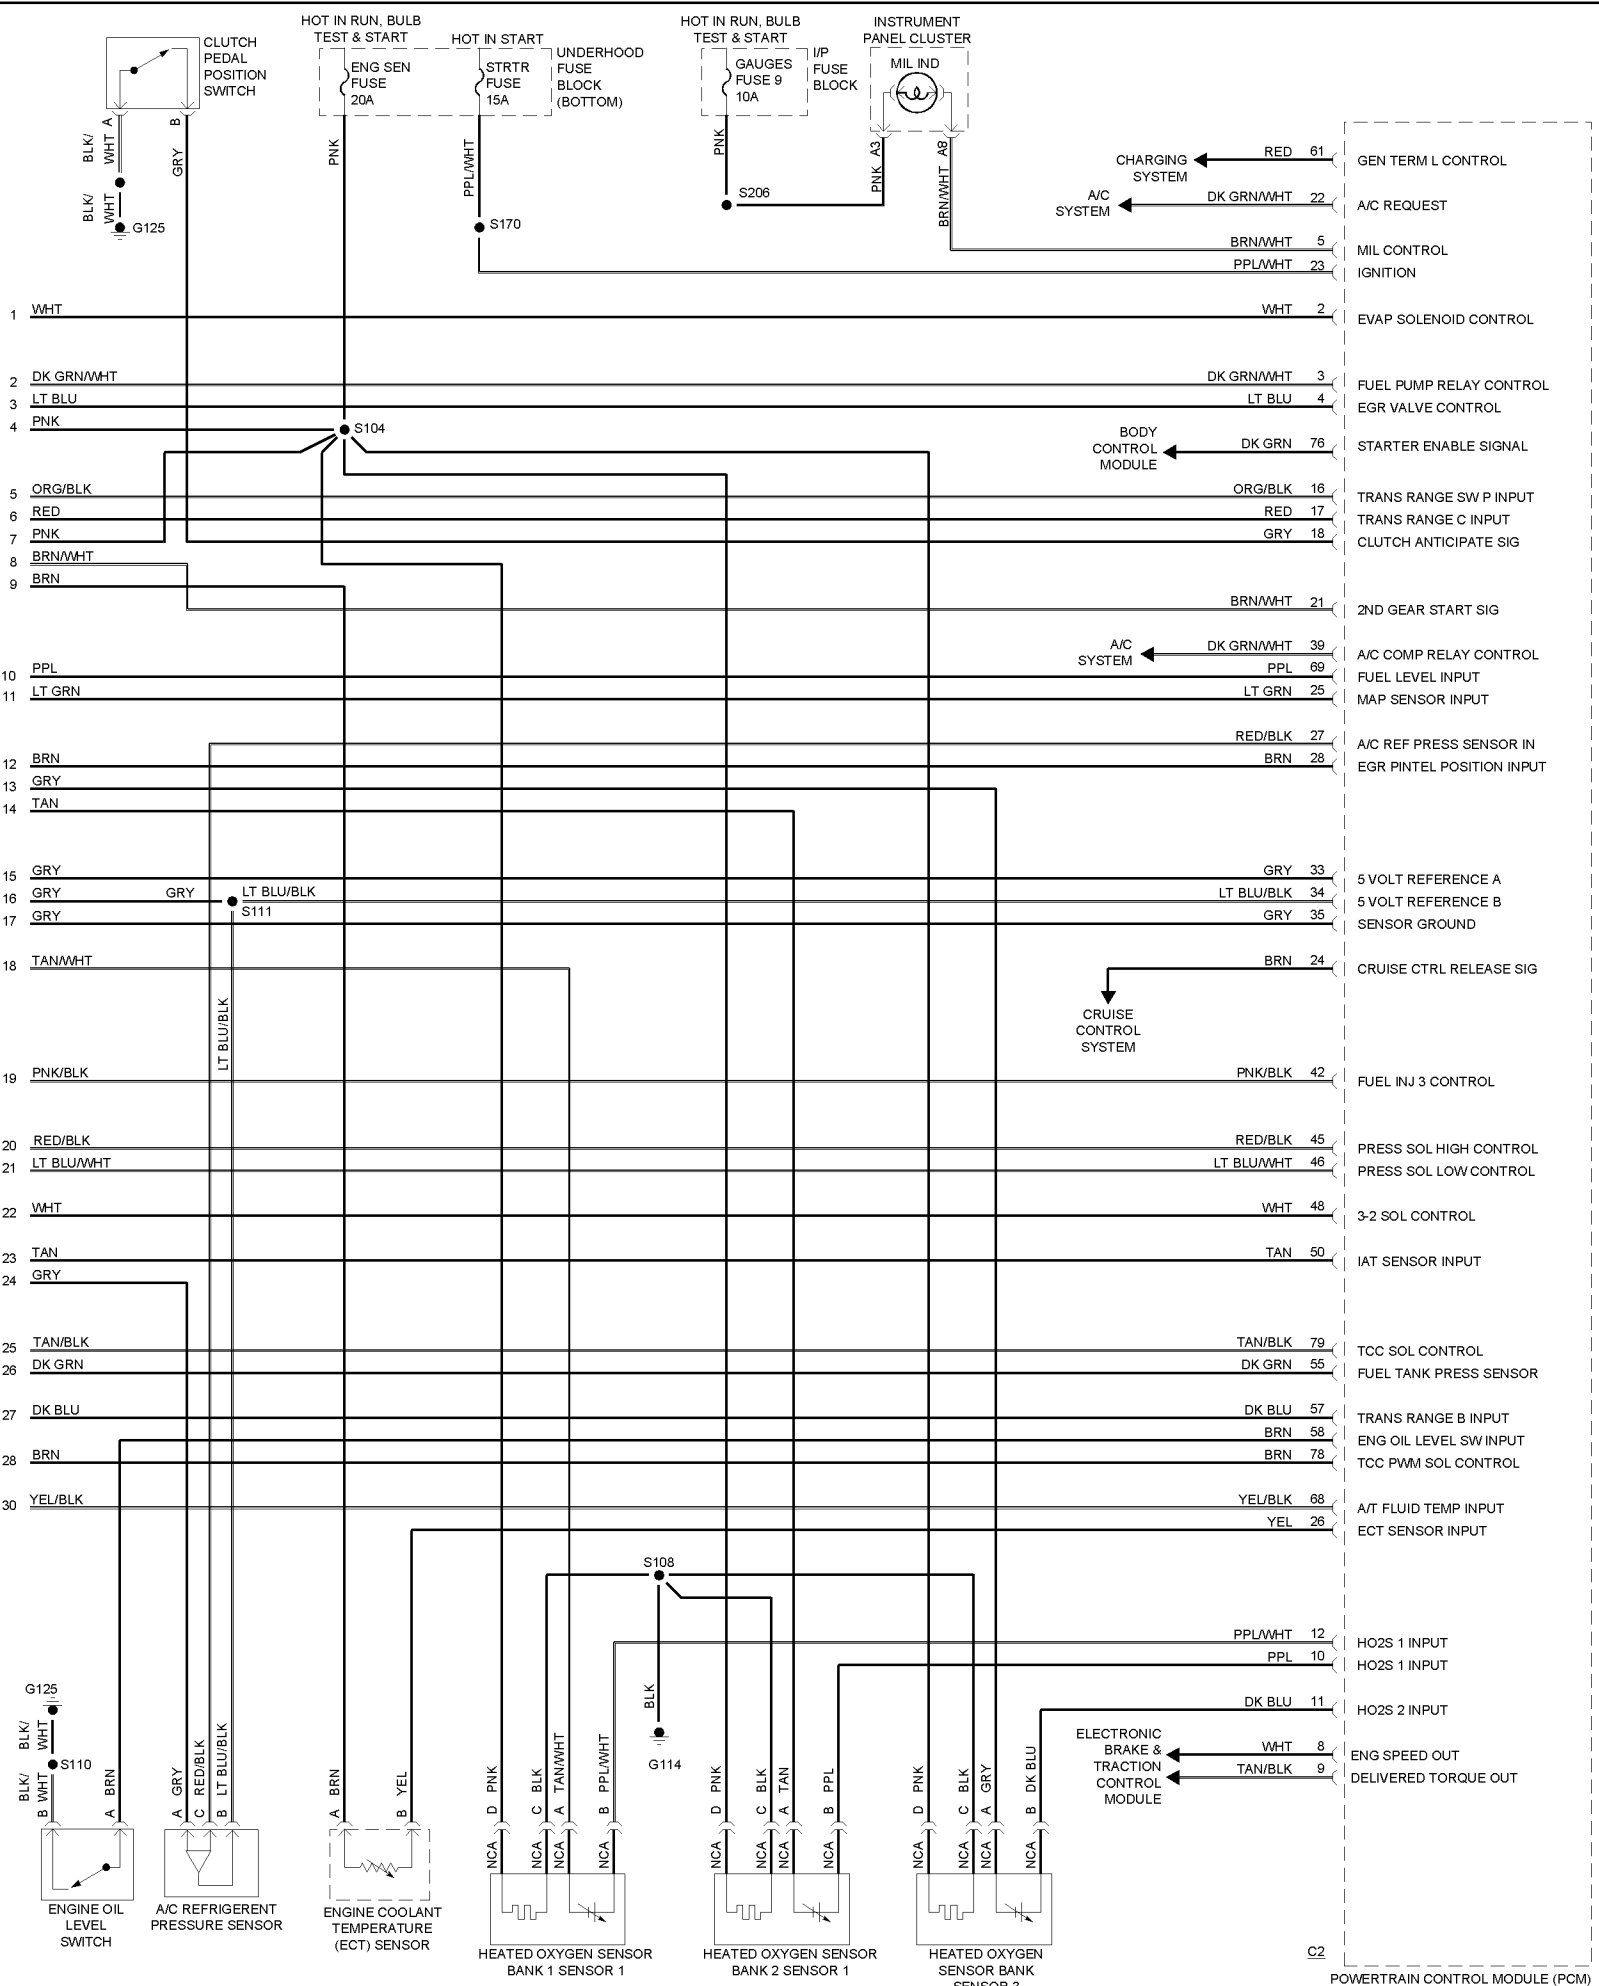 HOT IN RUN, BULB
TEST & START
HOT IN START
HOT IN RUN, BULB
TEST & START
INSTRUMENT
PANEL CLUSTER
CLUTCH
PEDAL
POSITION
SWITCH
ENG SEN
FUSE
20A
STRTR
FUSE
15A
UNDERHOOD
FUSE
BLOCK
(BOTTOM)
GAUGES
FUSE 9
10A
I/P
FUSE
BLOCK
MIL IND
A
B
BLK/
WHT
GRY
PNK
PPL/WHT
PNK
PNK A3
BRN/WHT A8
BLK/
WHT
G125
S170
S206
CHARGING
SYSTEM
RED 61 GEN TERM L CONTROL
A/C
SYSTEM
DK GRN/WHT 22 A/C REQUEST
BRN/WHT 5 MIL CONTROL
PPL/WHT 23 IGNITION
1 WHT WHT 2 EVAP SOLENOID CONTROL
2 DK GRN/WHT DK GRN/WHT 3 FUEL PUMP RELAY CONTROL
3 LT BLU LT BLU 4 EGR VALVE CONTROL
4 PNK S104
BODY
CONTROL
MODULE
DK GRN 76 STARTER ENABLE SIGNAL
5 ORG/BLK ORG/BLK 16 TRANS RANGE SW P INPUT
6 RED RED 17 TRANS RANGE C INPUT
7 PNK GRY 18 CLUTCH ANTICIPATE SIG
8 BRN/WHT
9 BRN
BRN/WHT 21 2ND GEAR START SIG
A/C
SYSTEM
DK GRN/WHT 39 A/C COMP RELAY CONTROL
10 PPL PPL 69 FUEL LEVEL INPUT
11 LT GRN LT GRN 25 MAP SENSOR INPUT
RED/BLK 27 A/C REF PRESS SENSOR IN
12 BRN BRN 28 EGR PINTEL POSITION INPUT
13 GRY
14 TAN
15 GRY GRY 33 5 VOLT REFERENCE A
16 GRY GRY LT BLU/BLK LT BLU/BLK 34 5 VOLT REFERENCE B
S111
17 GRY GRY 35 SENSOR GROUND
18 TAN/WHT BRN 24 CRUISE CTRL RELEASE SIG
LT BLU/BLK
CRUISE
CONTROL
SYSTEM
19 PNK/BLK PNK/BLK 42 FUEL INJ 3 CONTROL
20 RED/BLK RED/BLK 45 PRESS SOL HIGH CONTROL
21 LT BLU/WHT LT BLU/WHT 46 PRESS SOL LOW CONTROL
22 WHT WHT 48 3-2 SOL CONTROL
23 TAN TAN 50 IAT SENSOR INPUT
24 GRY
25 TAN/BLK TAN/BLK 79 TCC SOL CONTROL
26 DK GRN DK GRN 55 FUEL TANK PRESS SENSOR
27 DK BLU DK BLU 57 TRANS RANGE B INPUT
BRN 58 ENG OIL LEVEL SW INPUT
28 BRN BRN 78 TCC PWM SOL CONTROL
30 YEL/BLK YEL/BLK 68 A/T FLUID TEMP INPUT
YEL 26 ECT SENSOR INPUT
S108
PPL/WHT 12 HO2S 1 INPUT
PPL 10 HO2S 1 INPUT
DK BLU 11 HO2S 2 INPUT
ELECTRONIC
BRAKE &
TRACTION
CONTROL
MODULE
WHT 8 ENG SPEED OUT
TAN/BLK 9 DELIVERED TORQUE OUT
G125
BLK/
WHT
S110
BLK
G114
BLK/
B WHT
A BRN
A GRY
C RED/BLK
B LT BLU/BLK
A BRN
B YEL
D PNK
C BLK
A TAN/WHT
B PPL/WHT
D PNK
C BLK
A TAN
B PPL
D PNK
C BLK
A GRY
B DK BLU
NCA NCA NCA NCA
NCA NCA NCA NCA
NCA NCA NCA NCA
ENGINE OIL
LEVEL
SWITCH
A/C REFRIGERENT
PRESSURE SENSOR
ENGINE COOLANT
TEMPERATURE
(ECT) SENSOR
HEATED OXYGEN SENSOR
BANK 1 SENSOR 1
HEATED OXYGEN SENSOR
BANK 2 SENSOR 1
HEATED OXYGEN
SENSOR BANK
C2
POWERTRAIN CONTROL MODULE (PCM)